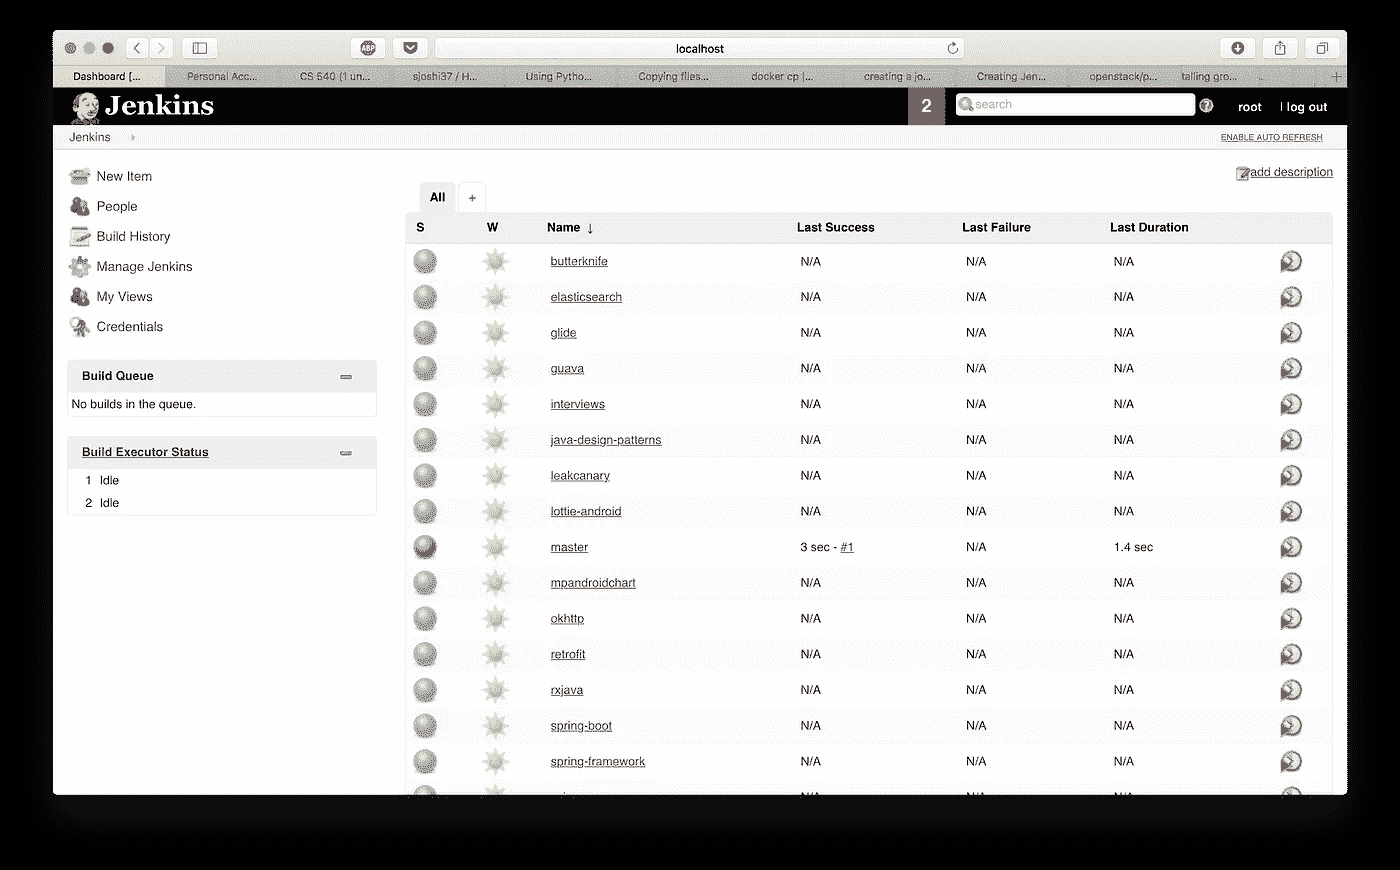 localhost
ABP
Dashboard [... Personal Acc... CS 540 (1 un... sjoshi37 / H... Using Pytho... Copying files... docker cp |... creating a jo... Creating Jen... openstack/p... talling gro... ..
Jenkins 2 search ? root | log out
Jenkins ENABLE AUTO REFRESH
add description
New Item
People
Build History
Manage Jenkins
My Views
Credentials
Build Queue
No builds in the queue.
Build Executor Status
1 Idle
2 Idle
All +
S W Name ↓ Last Success Last Failure Last Duration
butterknife N/A N/A N/A
elasticsearch N/A N/A N/A
glide N/A N/A N/A
guava N/A N/A N/A
interviews N/A N/A N/A
java-design-patterns N/A N/A N/A
leakcanary N/A N/A N/A
lottie-android N/A N/A N/A
master 3 sec - #1 N/A 1.4 sec
mpandroidchart N/A N/A N/A
okhttp N/A N/A N/A
retrofit N/A N/A N/A
rxjava N/A N/A N/A
spring-boot N/A N/A N/A
spring-framework N/A N/A N/A